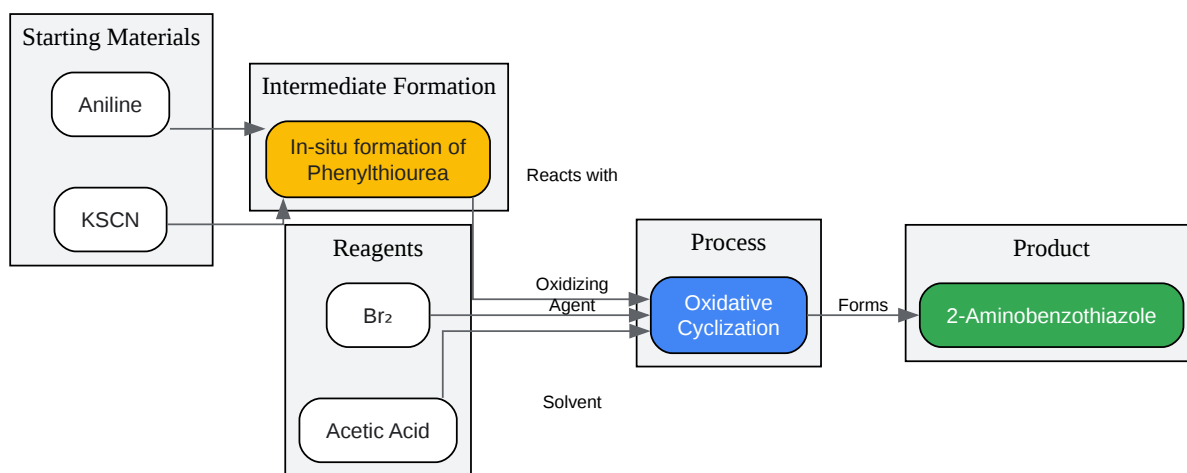 Starting Materials
Aniline
KSCN
Intermediate Formation
In-situ formation of
Phenylthiourea
Reagents
Br₂
Acetic Acid
Reacts with
Oxidizing
Agent
Solvent
Process
Oxidative
Cyclization
Forms
Product
2-Aminobenzothiazole